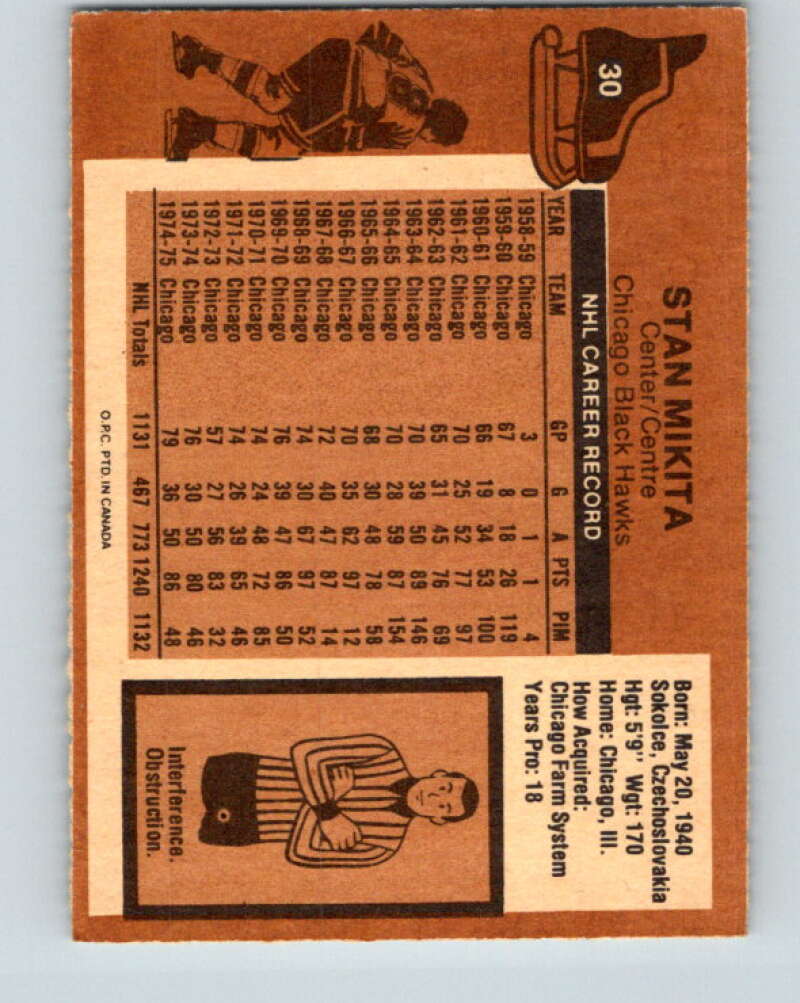 30
STAN MIKITA
Center/Centre
Chicago Black Hawks
NHL CAREER RECORD
YEAR TEAM GP G A PTS PIM
1958-59 Chicago 3 0 1 1 4
1959-60 Chicago 67 8 18 26 119
1960-61 Chicago 66 19 34 53 100
1961-62 Chicago 70 25 52 77 97
1962-63 Chicago 65 31 45 76 69
1963-64 Chicago 70 39 50 89 146
1964-65 Chicago 70 28 59 87 154
1965-66 Chicago 68 30 48 78 58
1966-67 Chicago 70 35 62 97 12
1967-68 Chicago 72 40 47 87 14
1968-69 Chicago 74 30 67 97 52
1969-70 Chicago 76 39 47 86 50
1970-71 Chicago 74 24 48 72 85
1971-72 Chicago 74 26 39 65 46
1972-73 Chicago 57 27 56 83 32
1973-74 Chicago 76 30 50 80 46
1974-75 Chicago 79 36 50 86 48
NHL Totals 1131 467 773 1240 1132
O.P.C. PTD. IN CANADA
Born: May 20, 1940
Sokolce, Czechoslovakia
Hgt: 5'9" Wgt: 170
Home: Chicago, Ill.
How Acquired:
Chicago Farm System
Years Pro: 18
Interference.
Obstruction.
8